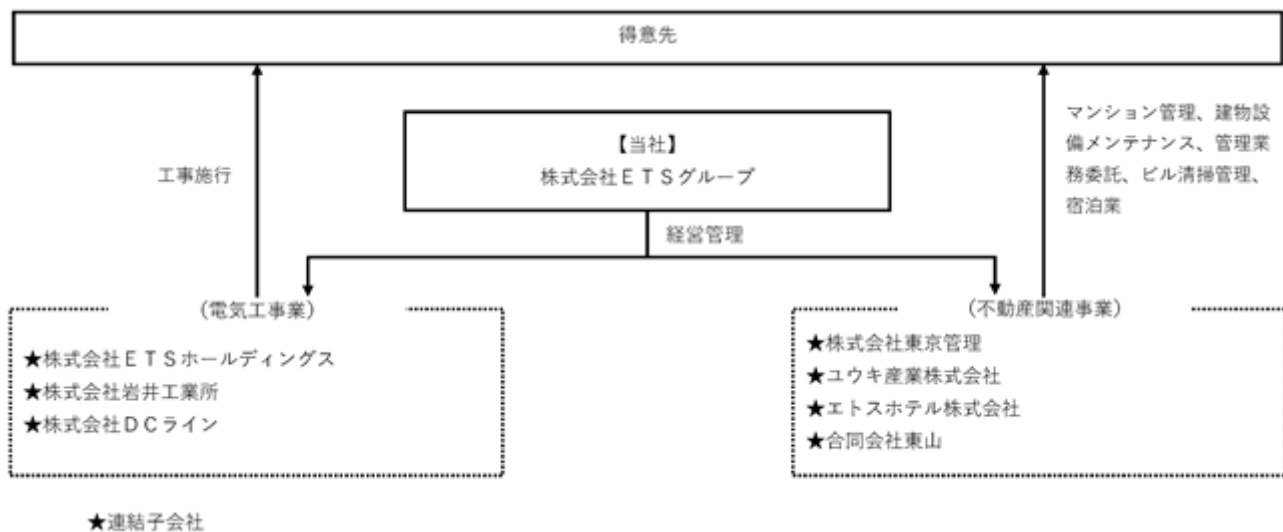 得意先
【当社】
株式会社ＥＴＳグループ
工事施行
マンション管理、建物設
備メンテナンス、管理業
務委託、ビル清掃管理、
宿泊業
経営管理
(電気工事業)
★株式会社ＥＴＳホールディングス
★株式会社岩井工業所
★株式会社ＤＣライン
(不動産関連事業)
★株式会社東京管理
★ユウキ産業株式会社
★エトスホテル株式会社
★合同会社東山
★連結子会社